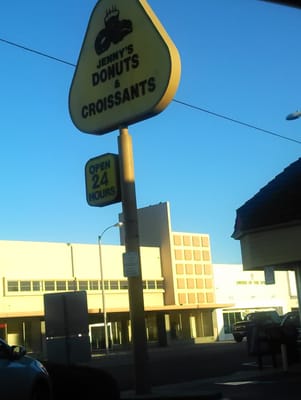 JENNY'S
DONUTS
&
CROISSANTS
OPEN
24
HOURS